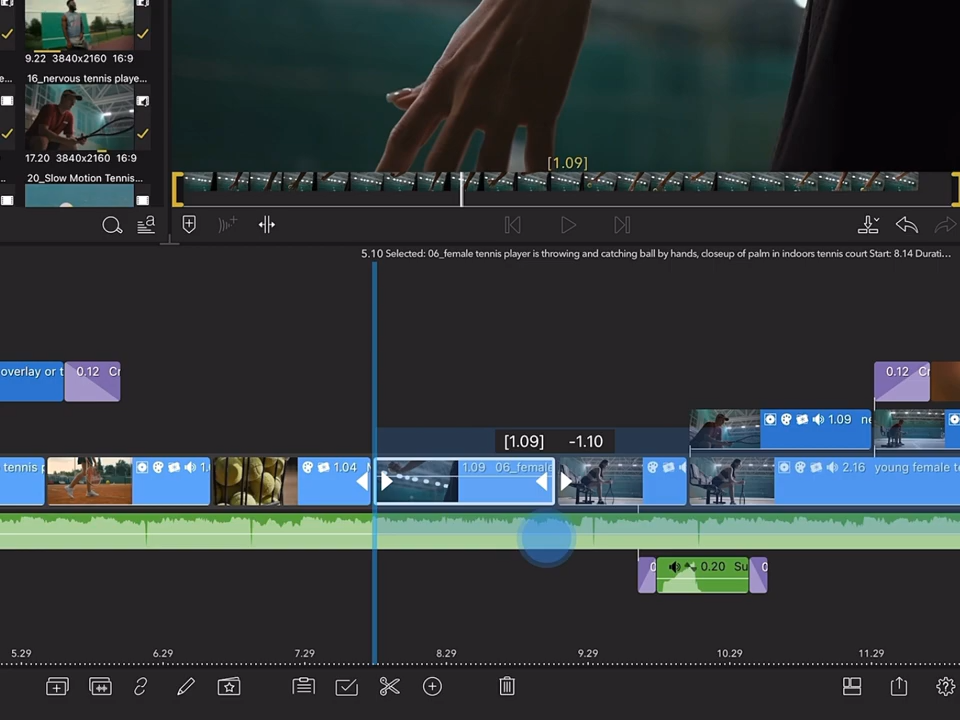 9.22 3840x2160 16:9
e... 16_nervous tennis playe...
17.20 3840x2160 16:9
.. 20_Slow Motion Tennis...
[1.09]
5.10 Selected: 06_female tennis player is throwing and catching ball by hands, closeup of palm in indoors tennis court Start: 8.14 Durati...
overlay or t 0.12 Cr
0.12 Cr
1.09 ne
[1.09] -1.10
tennis p
1.04
1.09 06_female
2.16 young female te
0.20 Su
5.29 6.29 7.29 8.29 9.29 10.29 11.29